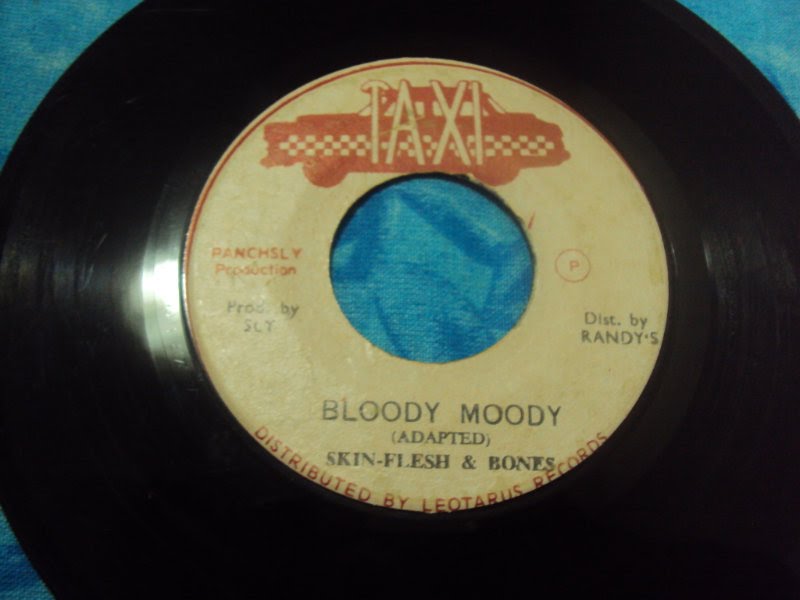 TAXI
PANCHSLY
Production
P
Prod. by
SLY
Dist. by
RANDY'S
BLOODY MOODY
(ADAPTED)
SKIN-FLESH & BONES
DISTRIBUTED BY LEOTARUS RECORDS